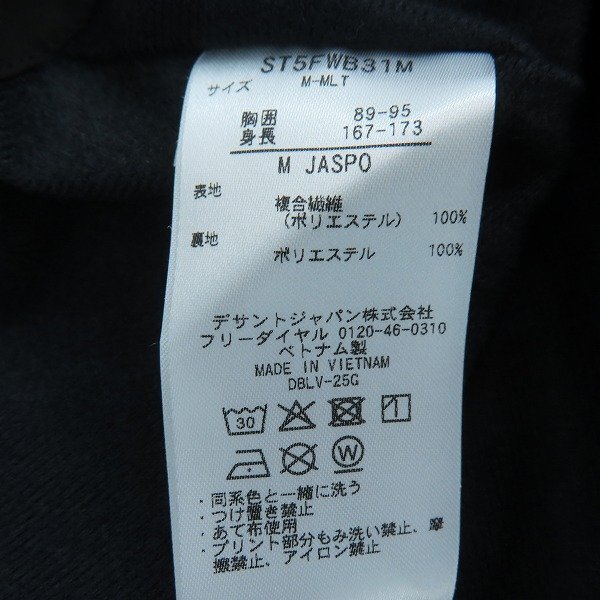 ST5FWB31M
サイズ M-MLT
胸囲 89-95
身長 167-173
M JASPO
表地 複合繊維
(ポリエステル) 100%
裏地 ポリエステル 100%
デサントジャパン株式会社
フリーダイヤル 0120-46-0310
ベトナム製
MADE IN VIETNAM
DBLV-25G
30
W
・同系色と一緒に洗う
・つけ置き禁止
・あて布使用
・プリント部分もみ洗い禁止、摩
擦禁止、アイロン禁止